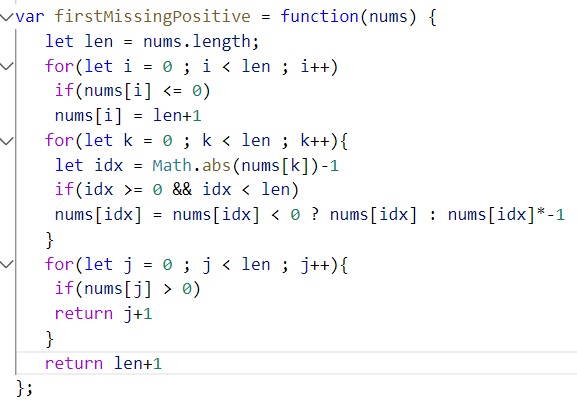 var firstMissingPositive = function(nums) {
let len = nums.length;
for(let i = 0 ; i < len ; i++)
if(nums[i] <= 0)
nums[i] = len+1
for(let k = 0 ; k < len ; k++){
let idx = Math.abs(nums[k])-1
if(idx >= 0 && idx < len)
nums[idx] = nums[idx] < 0 ? nums[idx] : nums[idx]*-1
}
for(let j = 0 ; j < len ; j++){
if(nums[j] > 0)
return j+1
}
return len+1
};